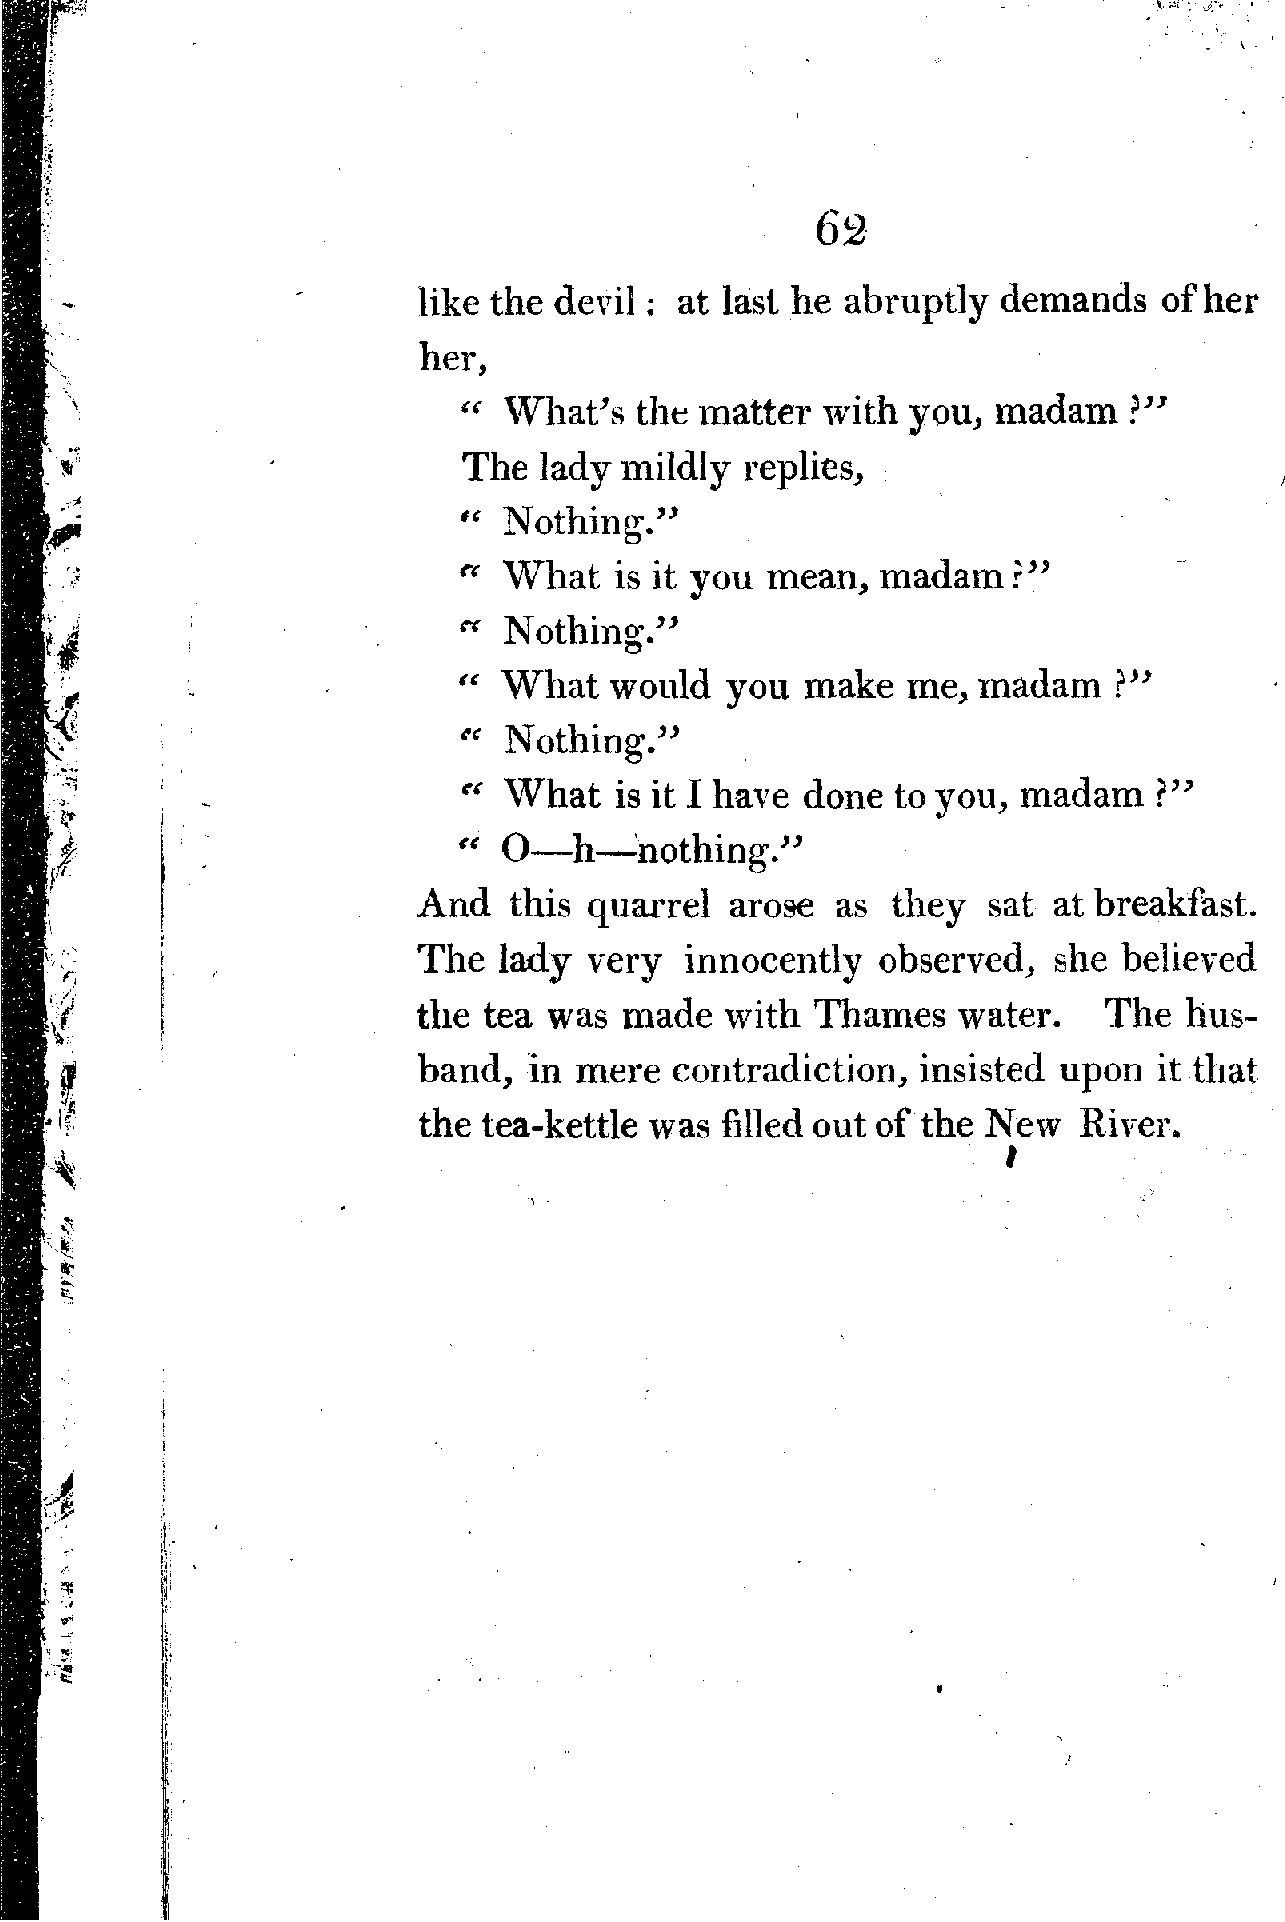 62
like the devil : at last he abruptly demands of her
her,
“ What's the matter with you, madam ?”
The lady mildly replies,
“ Nothing.”
“ What is it you mean, madam ?”
“ Nothing.”
“ What would you make me, madam ?”
“ Nothing.”
“ What is it I have done to you, madam ?”
“ O—h—nothing.”
And this quarrel arose as they sat at breakfast.
The lady very innocently observed, she believed
the tea was made with Thames water. The hus-
band, in mere contradiction, insisted upon it that
the tea-kettle was filled out of the New River.